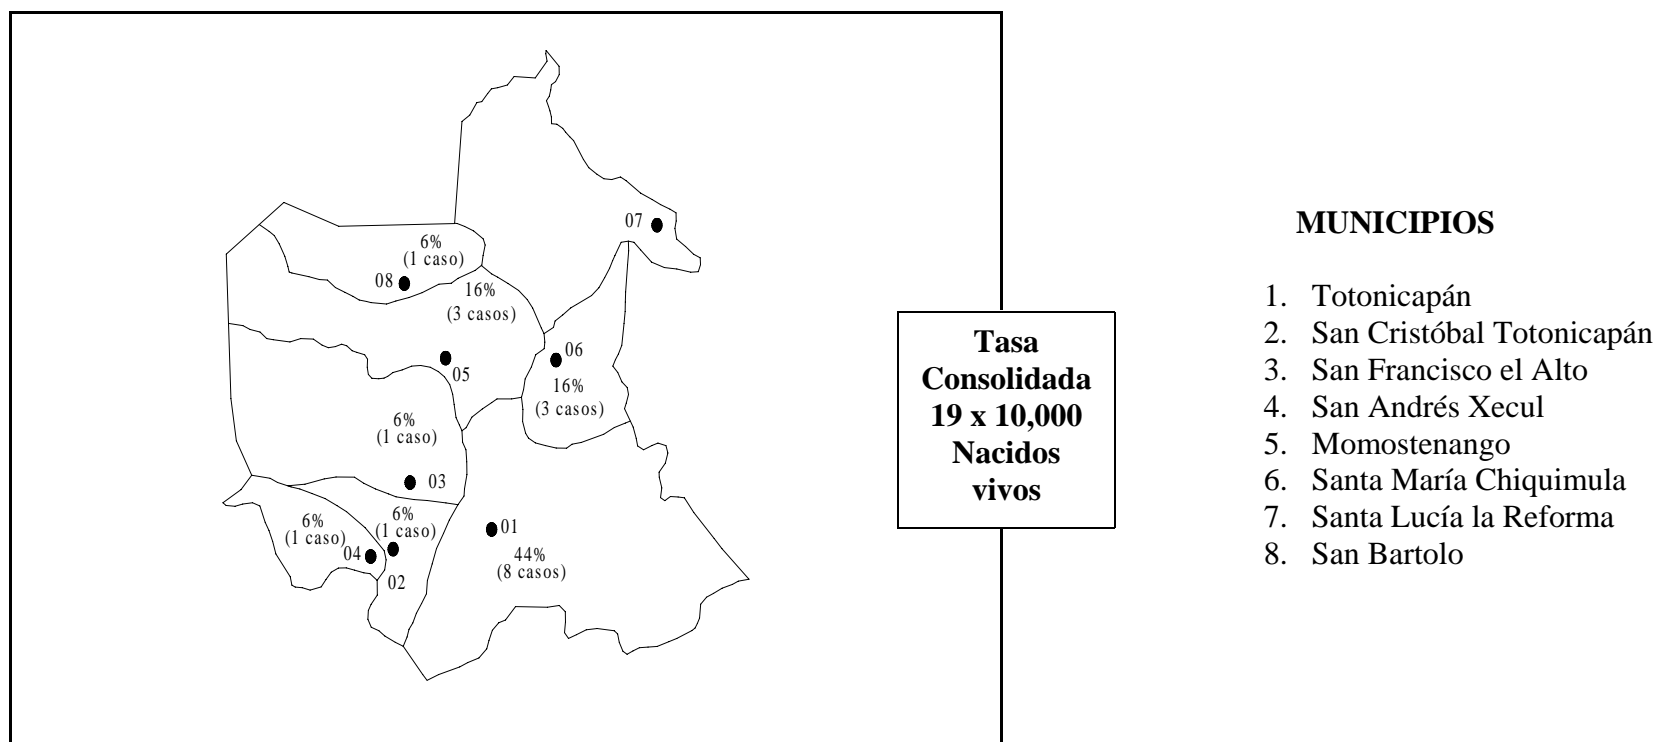 07
6%
(1 caso)
08
16%
(3 casos)
06
05
16%
(3 casos)
6%
(1 caso)
03
6%
(1 caso)
6%
(1 caso)
04
02
01
44%
(8 casos)
Tasa
Consolidada
19 x 10,000
Nacidos
vivos
MUNICIPIOS
1. Totonicapán
2. San Cristóbal Totonicapán
3. San Francisco el Alto
4. San Andrés Xecul
5. Momostenango
6. Santa María Chiquimula
7. Santa Lucía la Reforma
8. San Bartolo